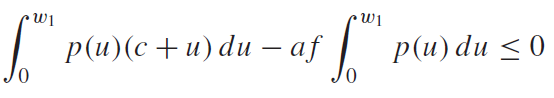 ∫₀^{w₁} p(u)(c + u) du − af ∫₀^{w₁} p(u) du ≤ 0